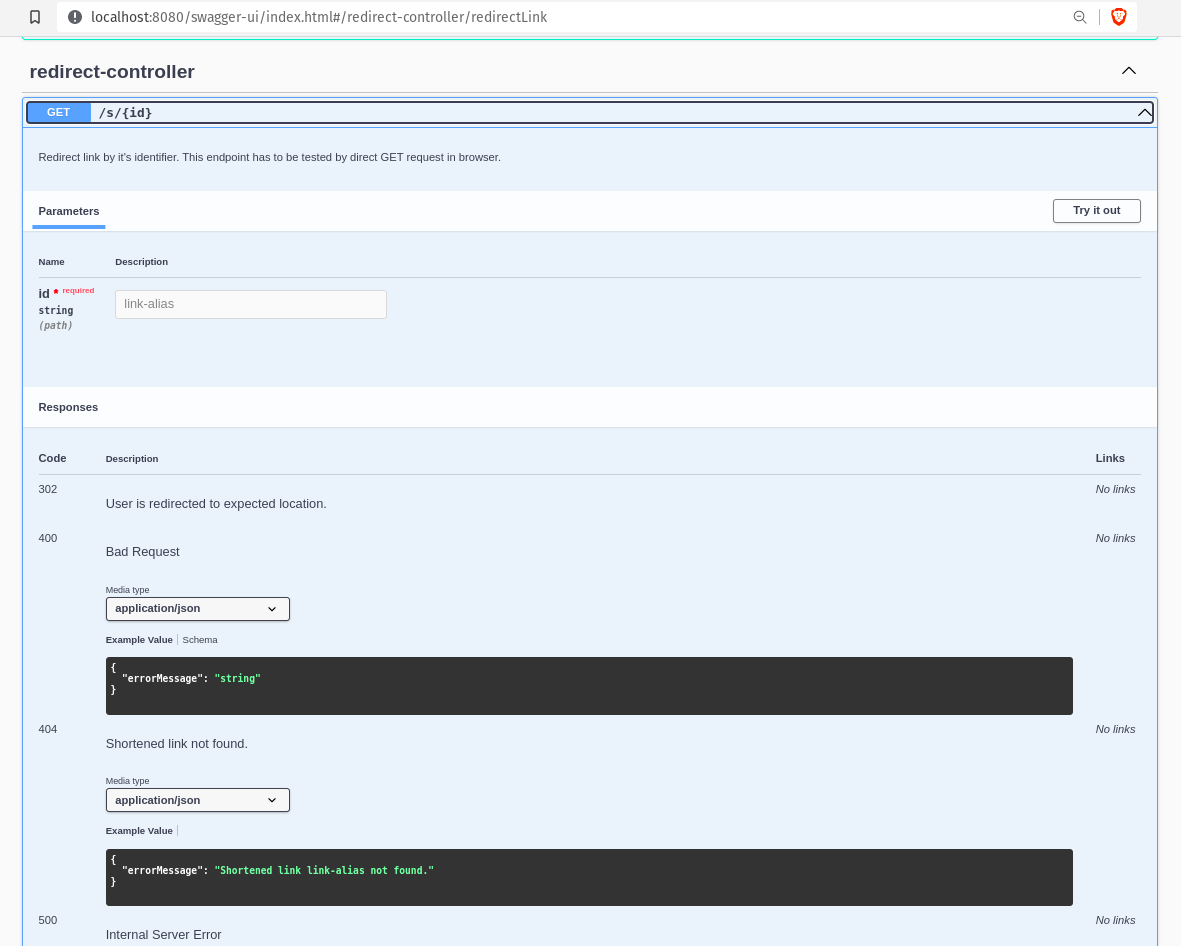 localhost:8080/swagger-ui/index.html#/redirect-controller/redirectLink
redirect-controller
GET /s/{id}
Redirect link by it's identifier. This endpoint has to be tested by direct GET request in browser.
Parameters Try it out
Name Description
id * required
string
(path)
link-alias
Responses
Code Description Links
302 No links
User is redirected to expected location.
400 No links
Bad Request
Media type
application/json
Example Value Schema
{
"errorMessage": "string"
}
404 No links
Shortened link not found.
Media type
application/json
Example Value
{
"errorMessage": "Shortened link link-alias not found."
}
500 No links
Internal Server Error